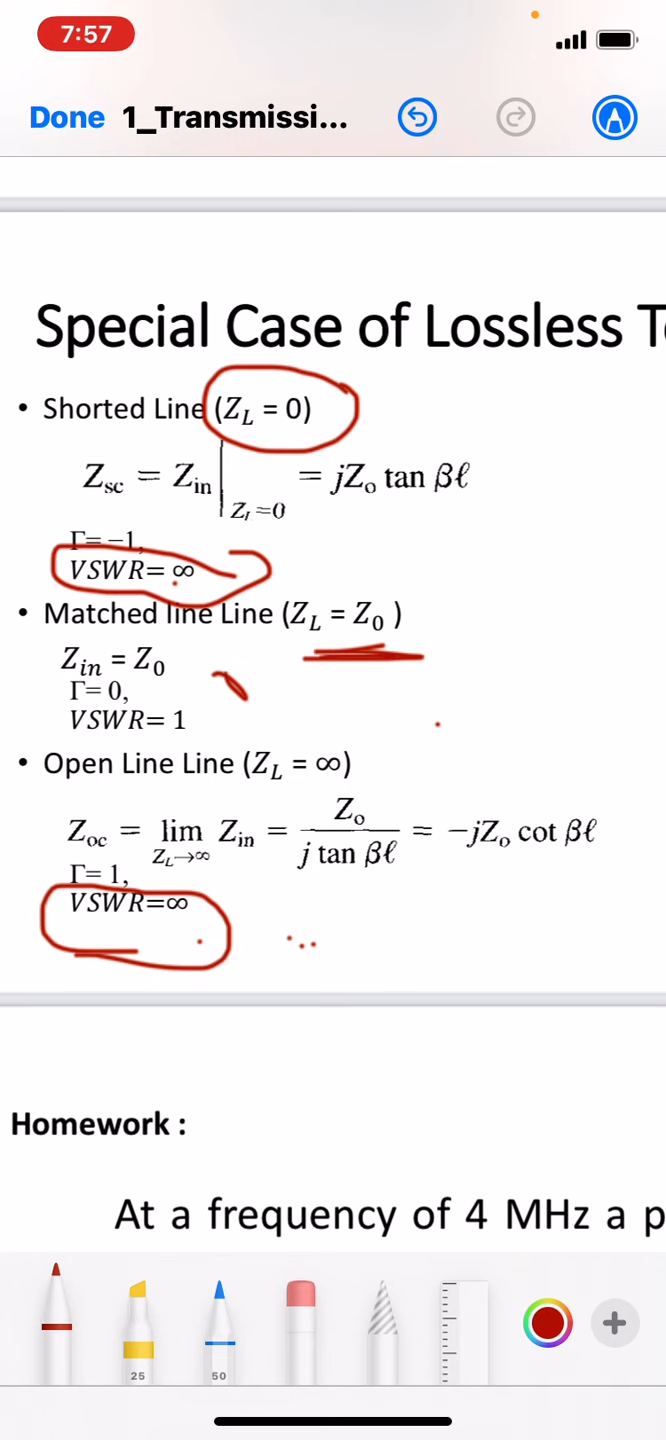 7:57
Done 1_Transmissi...
Special Case of Lossless T
• Shorted Line (Z_L = 0)
Z_sc = Z_in |_{Z_L=0} = jZ_o tan βℓ
Γ= −1,
VSWR= ∞
• Matched line Line (Z_L = Z_0 )
Z_in = Z_0
Γ= 0,
VSWR= 1
• Open Line Line (Z_L = ∞)
Z_oc = lim_{Z_L→∞} Z_in = Z_o / (j tan βℓ) = −jZ_o cot βℓ
Γ= 1,
VSWR=∞
Homework :
At a frequency of 4 MHz a p
25 50